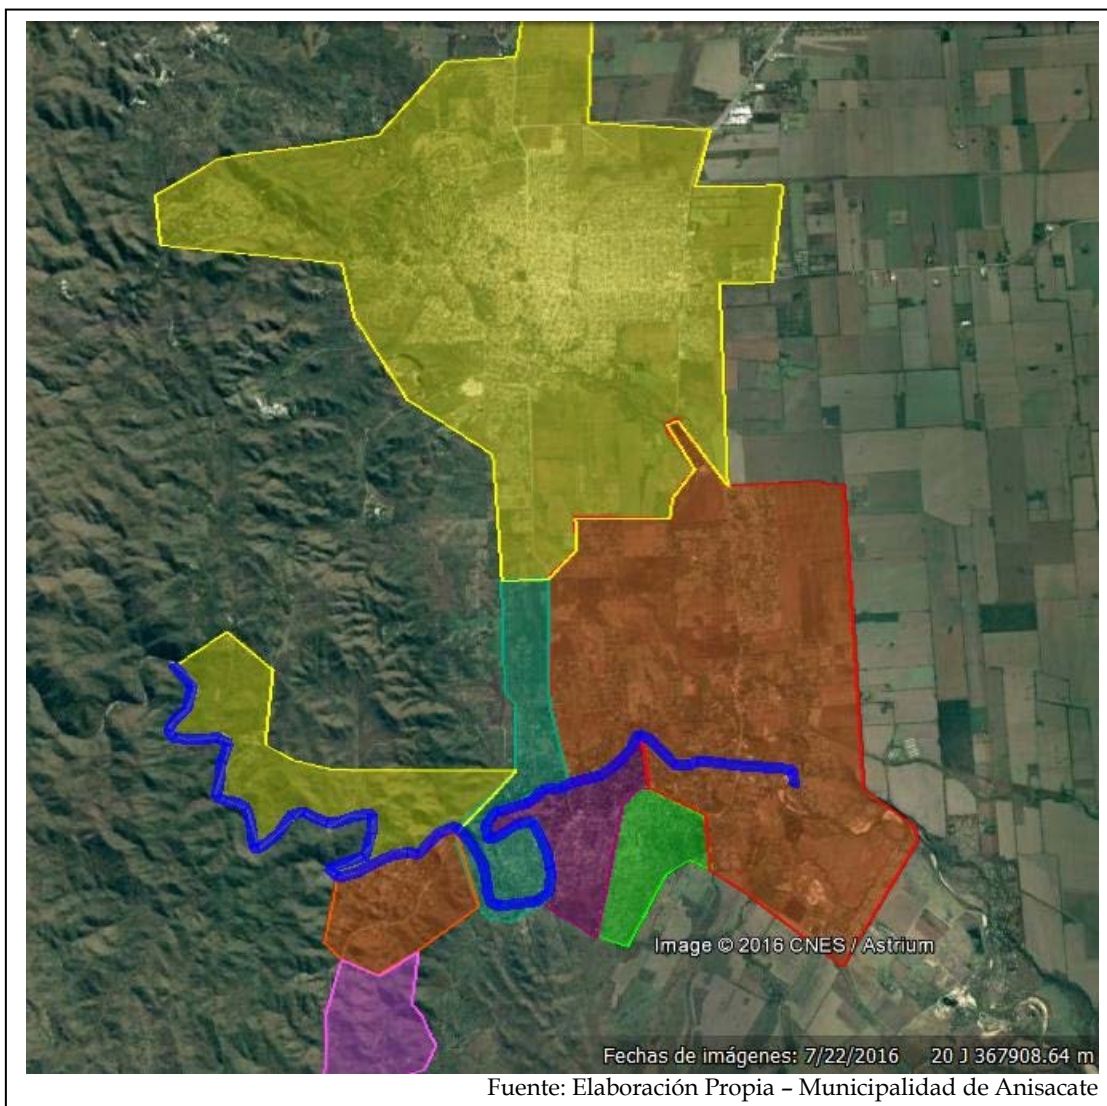 Image © 2016 CNES / Astrium
Fechas de imágenes: 7/22/2016 20 J 367908.64 m
Fuente: Elaboración Propia – Municipalidad de Anisacate